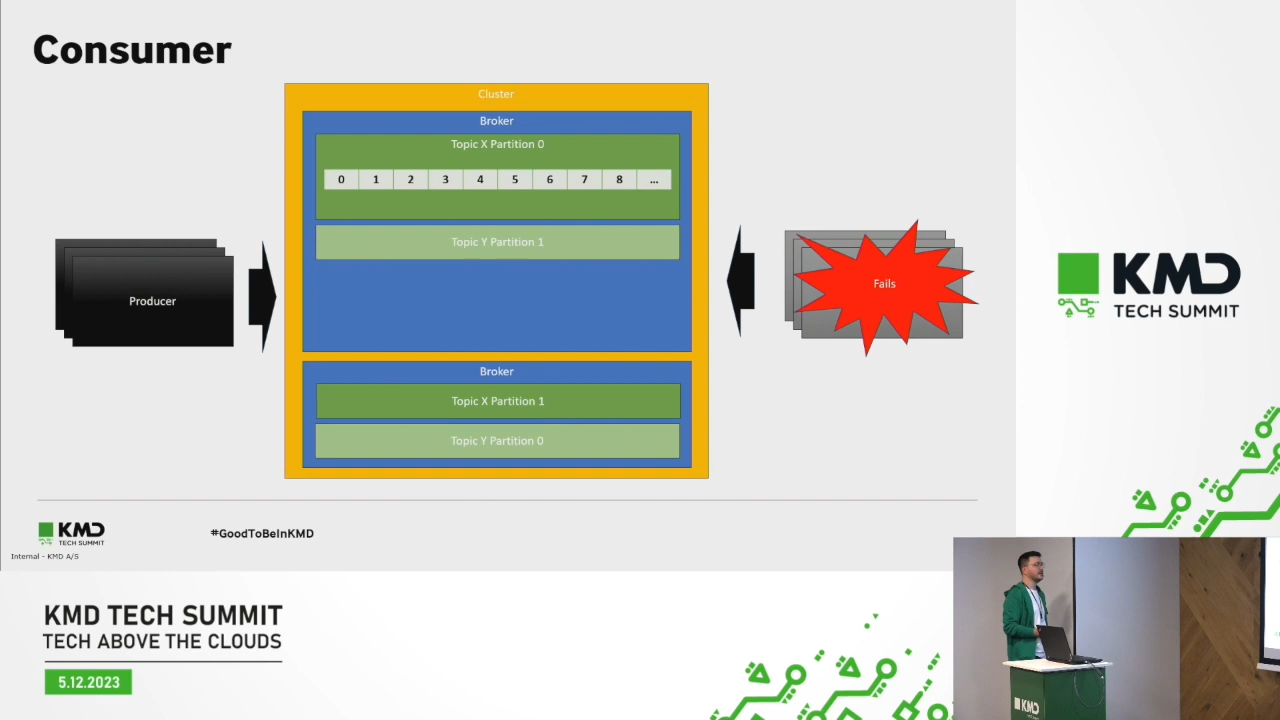 Consumer
Cluster
Broker
Topic X Partition 0
0 1 2 3 4 5 6 7 8 ...
Topic Y Partition 1
Producer
Fails
Broker
Topic X Partition 1
Topic Y Partition 0
KMD
TECH SUMMIT
KMD
TECH SUMMIT
#GoodToBeInKMD
Internal - KMD A/S
KMD TECH SUMMIT
TECH ABOVE THE CLOUDS
5.12.2023
KMD